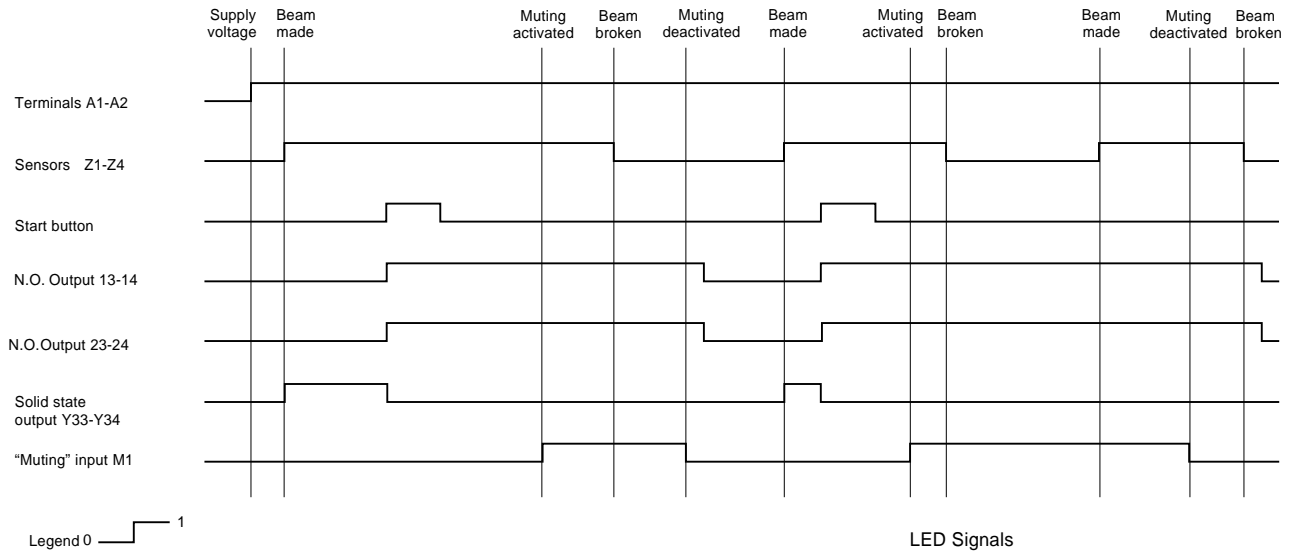 Supply voltage
Beam made
Muting activated
Beam broken
Muting deactivated
Beam made
Muting activated
Beam broken
Beam made
Muting deactivated
Beam broken
Terminals A1-A2
Sensors Z1-Z4
Start button
N.O. Output 13-14
N.O.Output 23-24
Solid state
output Y33-Y34
“Muting” input M1
Legend 0 1
LED Signals